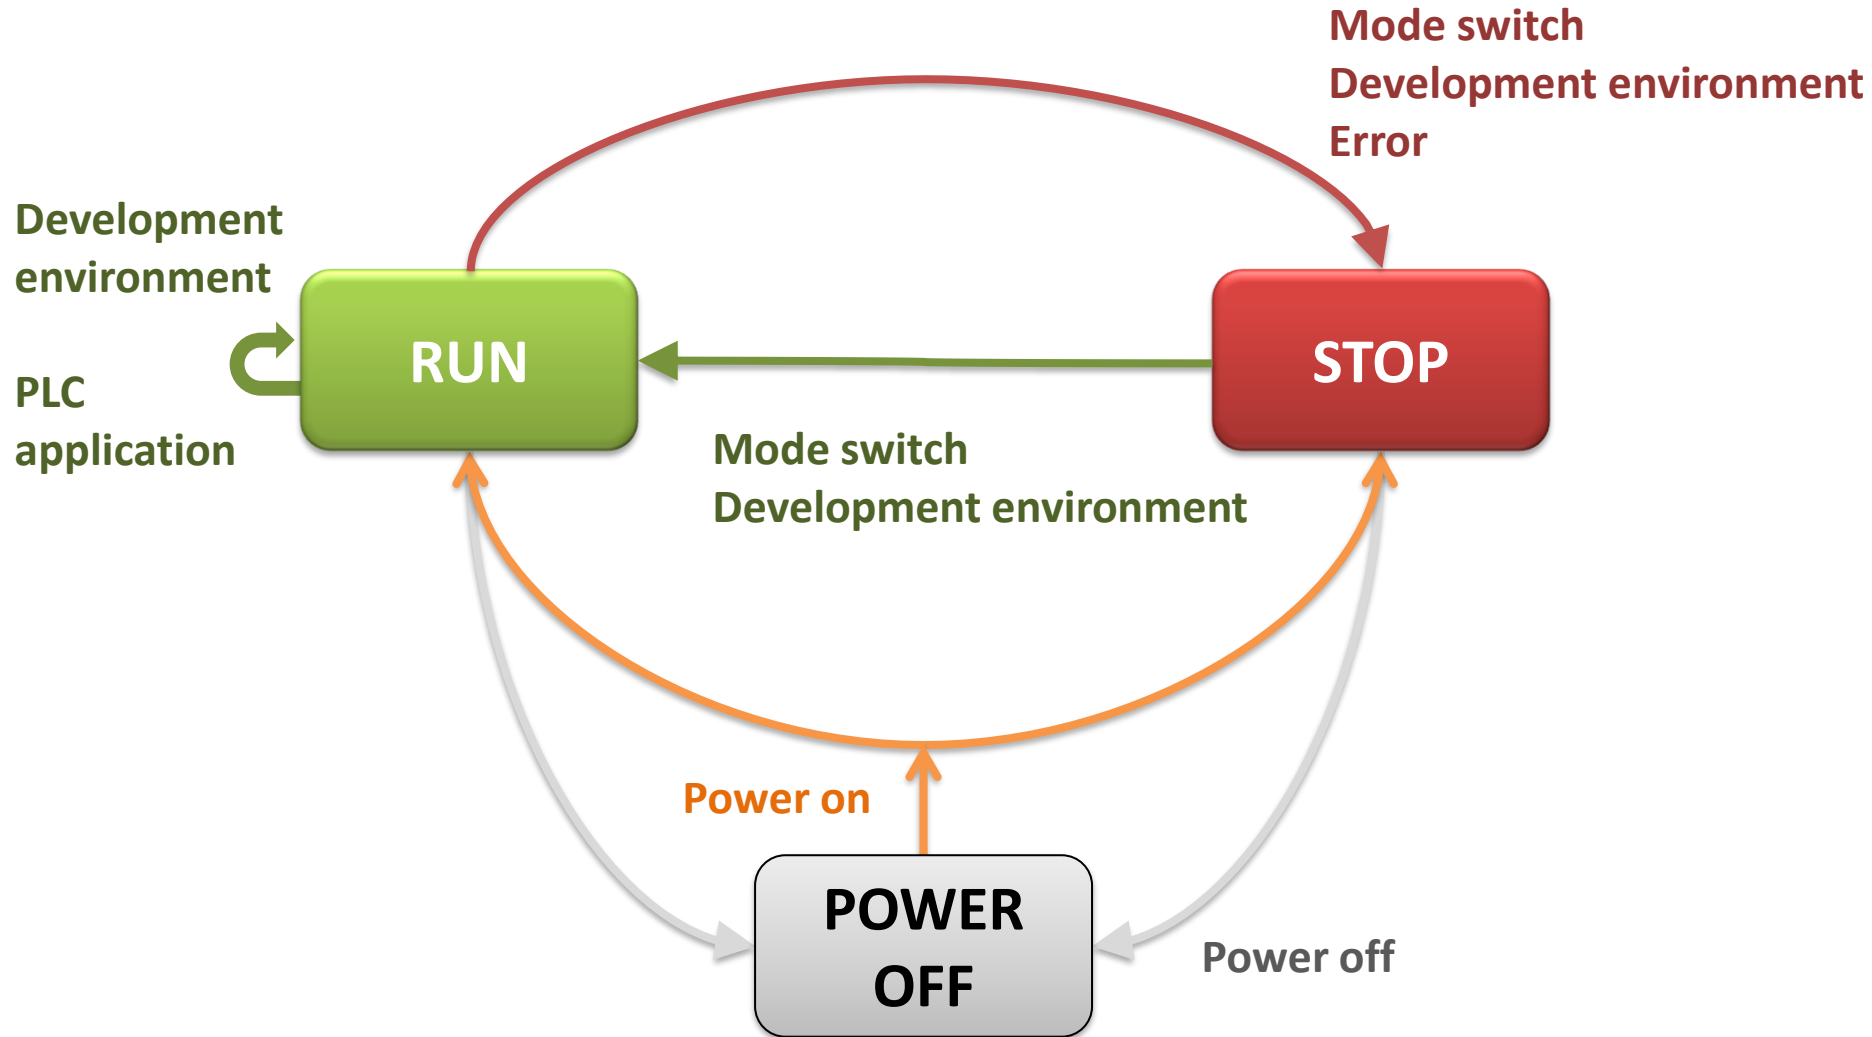 Mode switch
Development environment
Error
Development
environment
PLC
application
RUN
STOP
Mode switch
Development environment
Power on
POWER
OFF
Power off